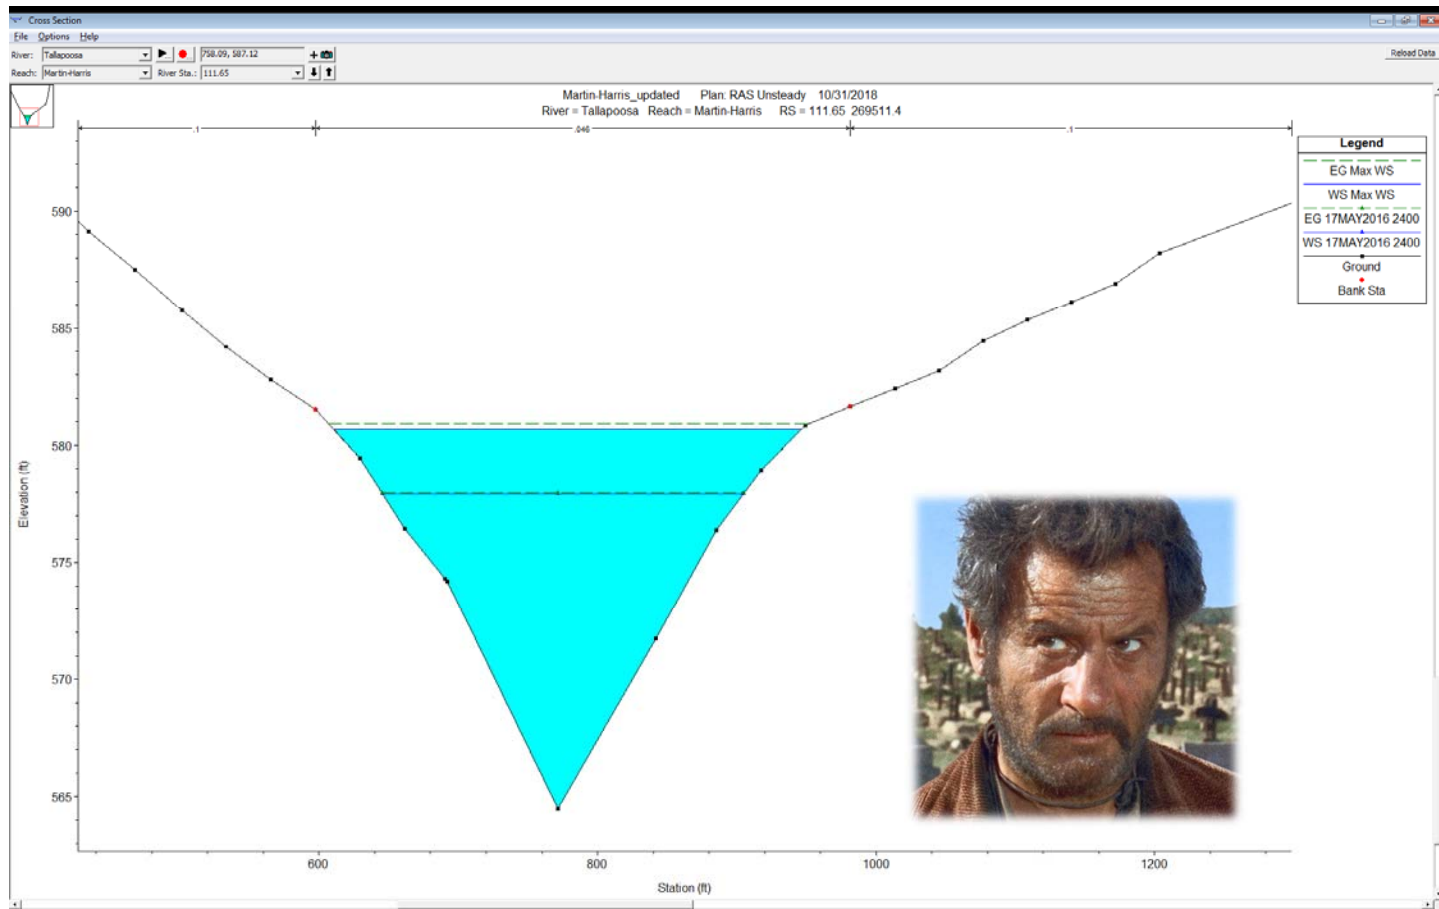 Cross Section
File Options Help
River: Tallapoosa 758.09, 587.12
Reload Data
Reach: Martin-Harris River Sta.: 111.65
Martin-Harris_updated Plan: RAS Unsteady 10/31/2018
River = Tallapoosa Reach = Martin-Harris RS = 111.65 269511.4
.1 .046 .1
Legend
EG Max WS
WS Max WS
EG 17MAY2016 2400
WS 17MAY2016 2400
Ground
Bank Sta
590
585
580
575
570
565
Elevation (ft)
600 800 1000 1200
Station (ft)